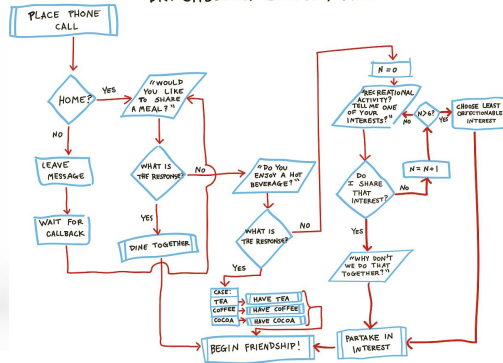 PLACE PHONE
CALL
HOME?
YES
NO
LEAVE
MESSAGE
WAIT FOR
CALLBACK
"WOULD
YOU LIKE
TO SHARE
A MEAL?"
WHAT IS
THE RESPONSE?
NO
YES
DINE TOGETHER
"DO YOU
ENJOY A HOT
BEVERAGE?"
WHAT IS
THE RESPONSE?
NO
YES
CASE:
TEA
COFFEE
COCOA
HAVE TEA
HAVE COFFEE
HAVE COCOA
BEGIN FRIENDSHIP!
N=0
"RECREATIONAL
ACTIVITY?
TELL ME ONE
OF YOUR
INTERESTS?"
N>6?
NO
YES
CHOOSE LEAST
OBJECTIONABLE
INTEREST
N=N+1
DO
I SHARE
THAT
INTEREST?
NO
YES
"WHY DON'T
WE DO THAT
TOGETHER?"
PARTAKE IN
INTEREST